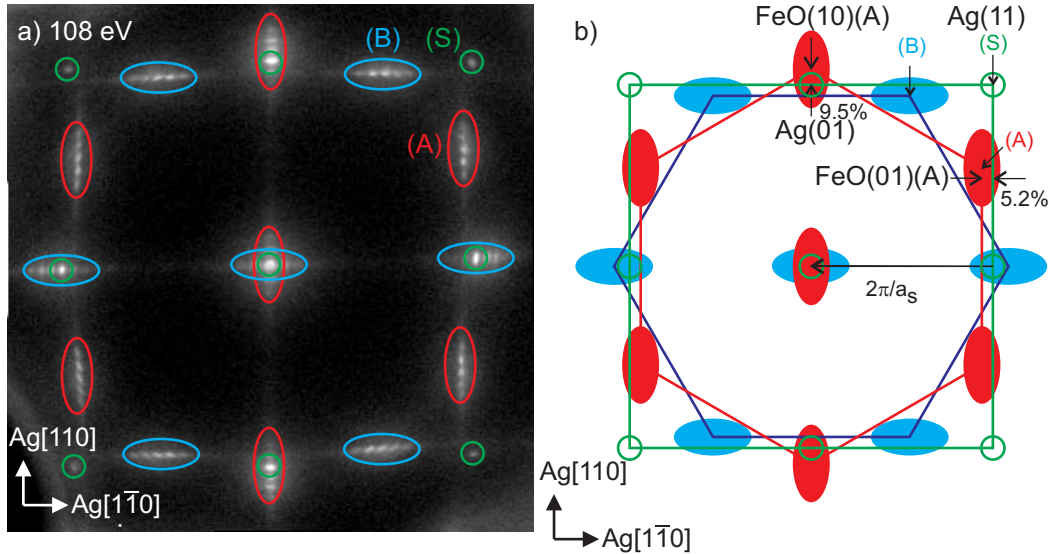 a) 108 eV
(B)
(S)
(A)
Ag[110]
Ag[11̅0]
b)
FeO(10)(A)
Ag(11)
(B)
(S)
9.5%
Ag(01)
(A)
FeO(01)(A)
5.2%
2π/aₛ
Ag[110]
Ag[11̅0]